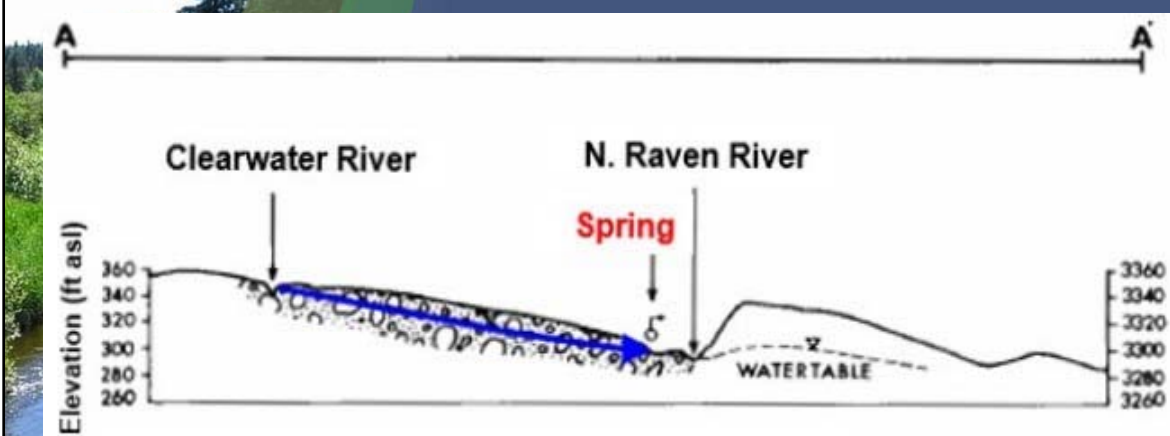 A A'
Clearwater River N. Raven River
Spring
Elevation (ft asl)
360 3360
340 3340
320 3320
300 3300
280 3280
260 3260
WATERTABLE